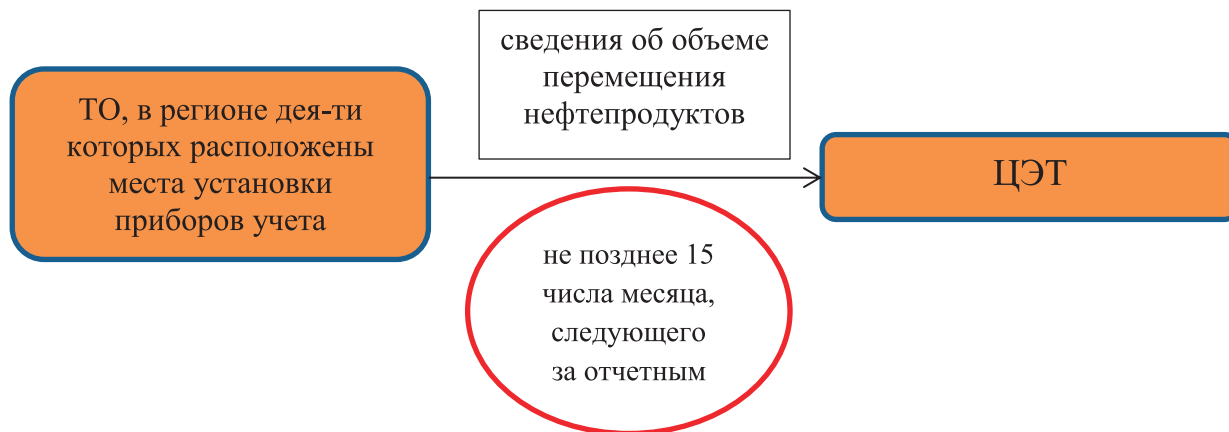 ТО, в регионе дея-ти
которых расположены
места установки
приборов учета
сведения об объеме
перемещения
нефтепродуктов
не позднее 15
числа месяца,
следующего
за отчетным
ЦЭТ